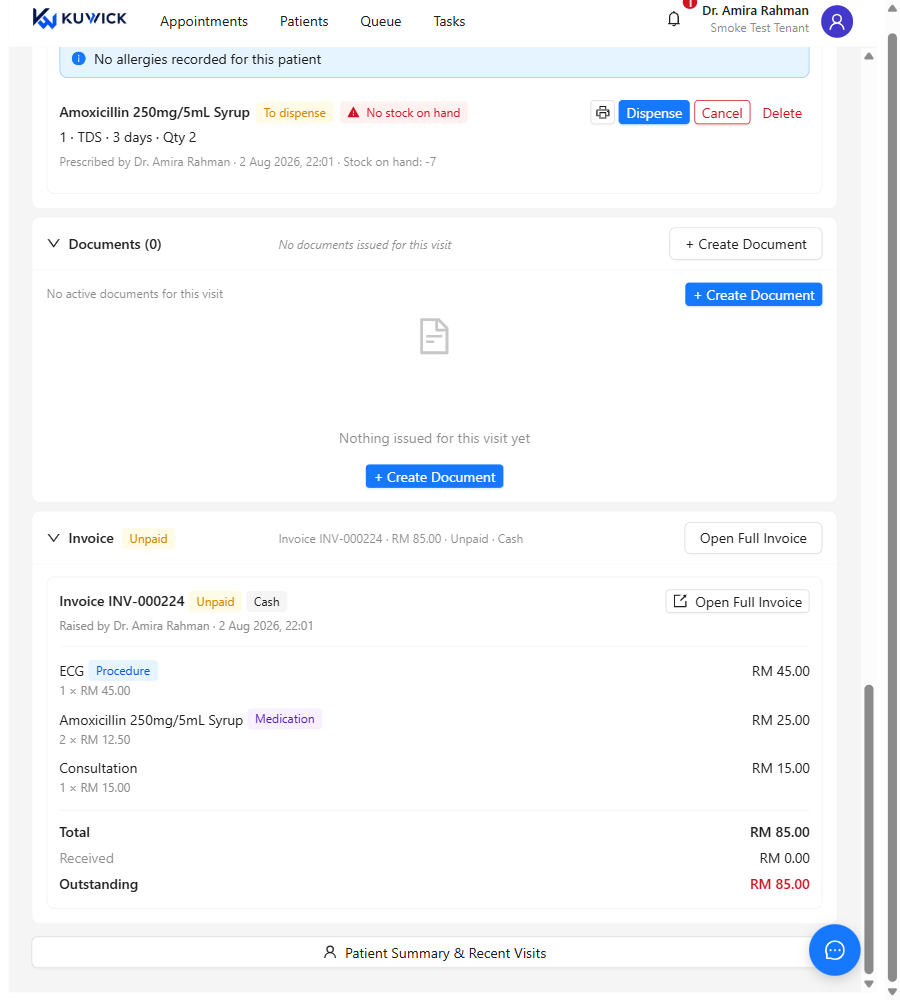 KUWICK
Appointments Patients Queue Tasks
1
Dr. Amira Rahman
Smoke Test Tenant
No allergies recorded for this patient
Amoxicillin 250mg/5mL Syrup To dispense No stock on hand Dispense Cancel Delete
1 · TDS · 3 days · Qty 2
Prescribed by Dr. Amira Rahman · 2 Aug 2026, 22:01 · Stock on hand: -7
Documents (0) No documents issued for this visit + Create Document
No active documents for this visit + Create Document
Nothing issued for this visit yet
+ Create Document
Invoice Unpaid Invoice INV-000224 · RM 85.00 · Unpaid · Cash Open Full Invoice
Invoice INV-000224 Unpaid Cash Open Full Invoice
Raised by Dr. Amira Rahman · 2 Aug 2026, 22:01
ECG Procedure RM 45.00
1 × RM 45.00
Amoxicillin 250mg/5mL Syrup Medication RM 25.00
2 × RM 12.50
Consultation RM 15.00
1 × RM 15.00
Total RM 85.00
Received RM 0.00
Outstanding RM 85.00
Patient Summary & Recent Visits